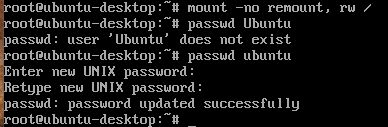 root@ubuntu-desktop:~# mount -no remount, rw /
root@ubuntu-desktop:~# passwd Ubuntu
passwd: user 'Ubuntu' does not exist
root@ubuntu-desktop:~# passwd ubuntu
Enter new UNIX password:
Retype new UNIX password:
passwd: password updated successfully
root@ubuntu-desktop:~# _